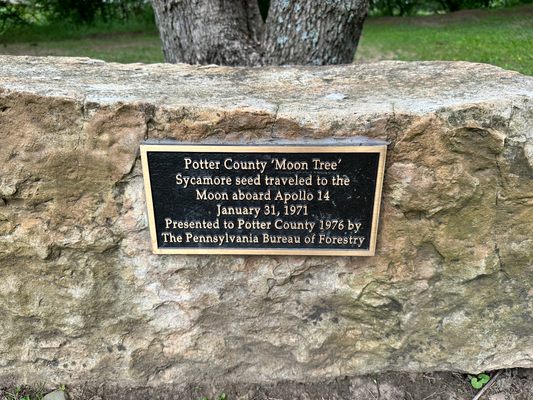 Potter County 'Moon Tree'
Sycamore seed traveled to the
Moon aboard Apollo 14
January 31, 1971
Presented to Potter County 1976 by
The Pennsylvania Bureau of Forestry